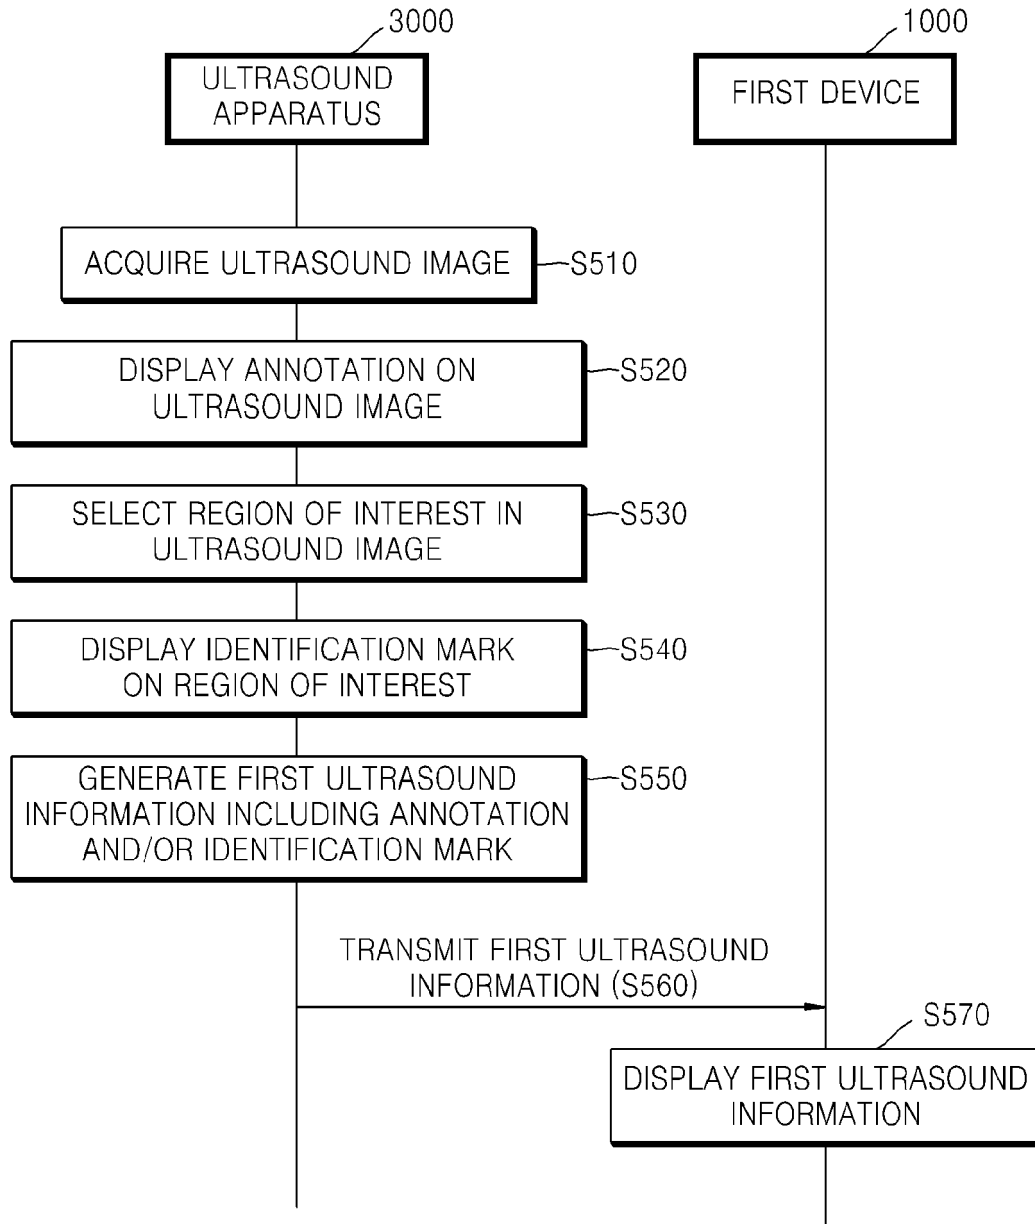 3000
1000
ULTRASOUND
APPARATUS
FIRST DEVICE
ACQUIRE ULTRASOUND IMAGE
S510
DISPLAY ANNOTATION ON
ULTRASOUND IMAGE
S520
SELECT REGION OF INTEREST IN
ULTRASOUND IMAGE
S530
DISPLAY IDENTIFICATION MARK
ON REGION OF INTEREST
S540
GENERATE FIRST ULTRASOUND
INFORMATION INCLUDING ANNOTATION
AND/OR IDENTIFICATION MARK
S550
TRANSMIT FIRST ULTRASOUND
INFORMATION (S560)
S570
DISPLAY FIRST ULTRASOUND
INFORMATION